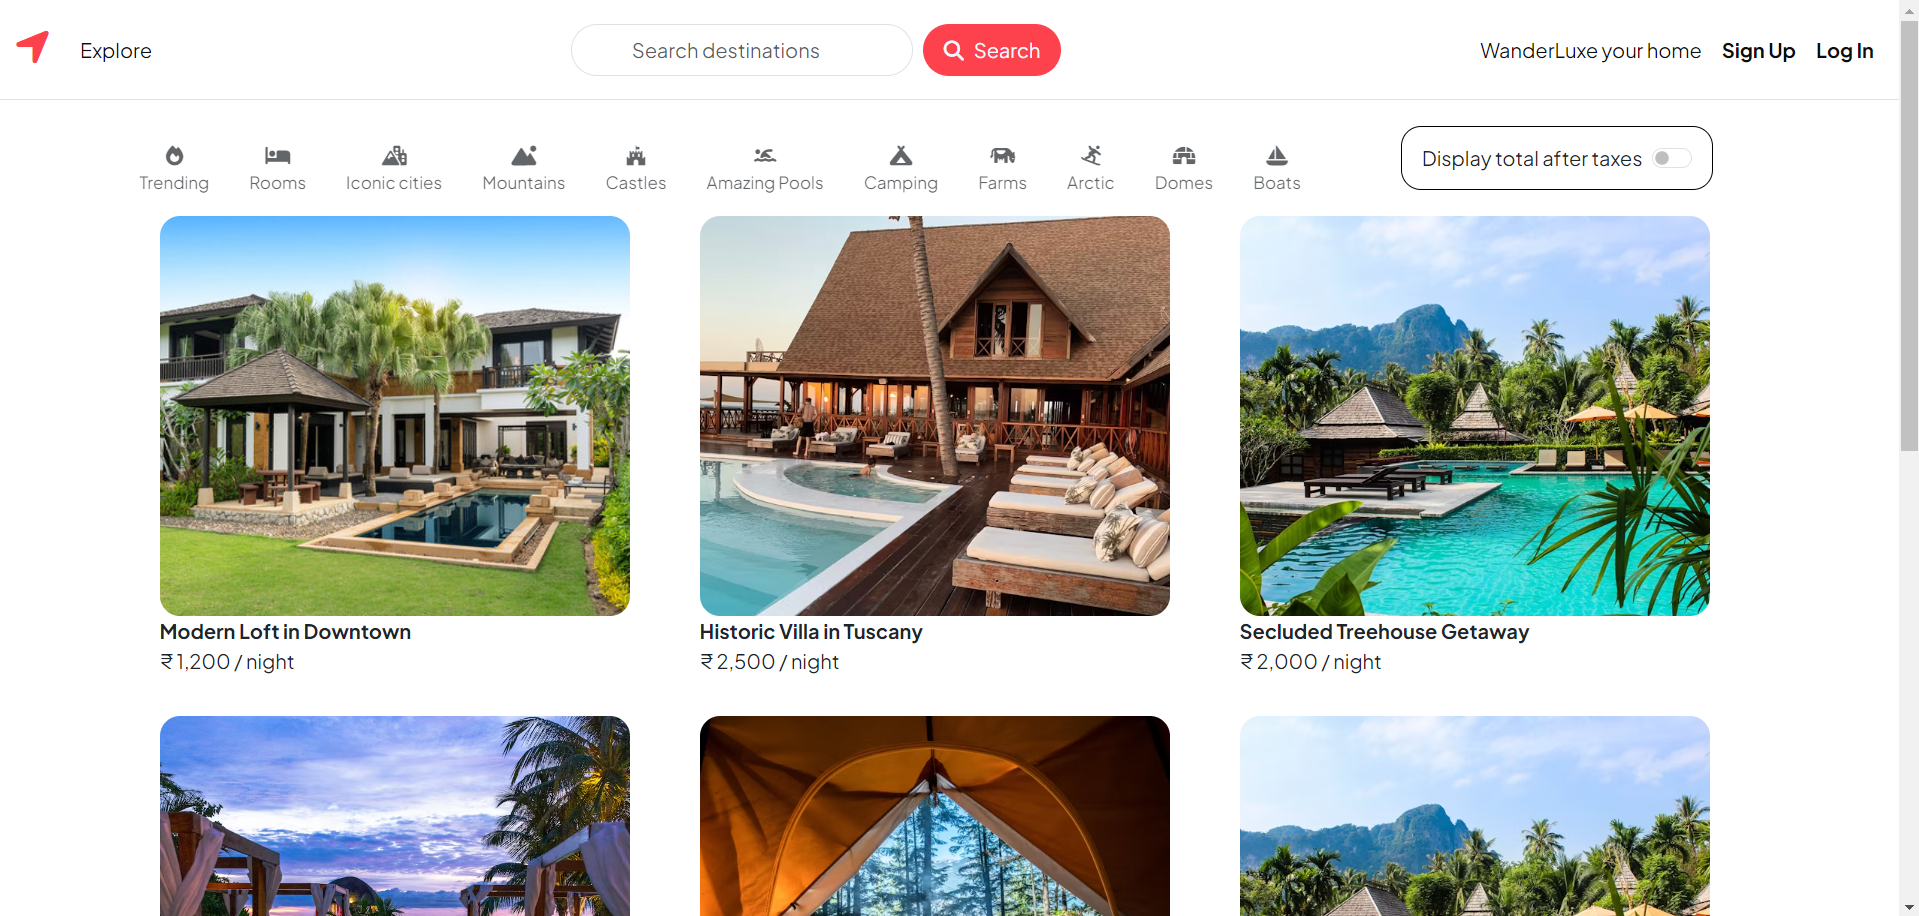 Explore
Search destinations
Search
WanderLuxe your home
Sign Up
Log In
Trending
Rooms
Iconic cities
Mountains
Castles
Amazing Pools
Camping
Farms
Arctic
Domes
Boats
Display total after taxes
Modern Loft in Downtown
₹ 1,200 / night
Historic Villa in Tuscany
₹ 2,500 / night
Secluded Treehouse Getaway
₹ 2,000 / night